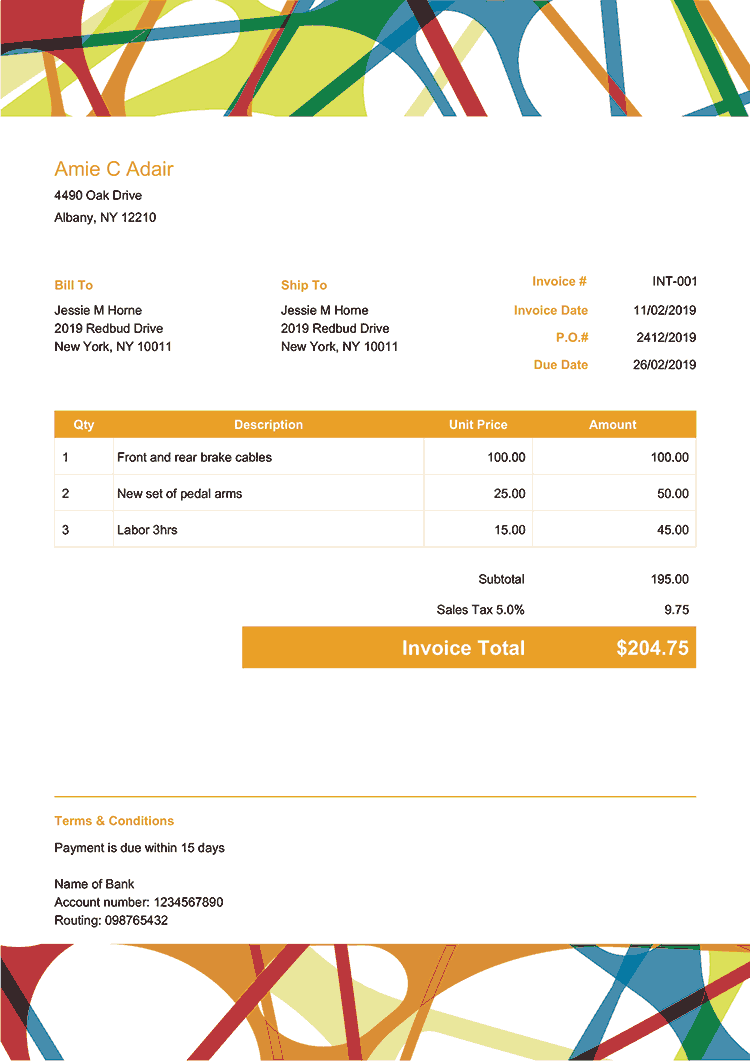 Amie C Adair
4490 Oak Drive
Albany, NY 12210
Bill To
Jessie M Horne
2019 Redbud Drive
New York, NY 10011
Ship To
Jessie M Horne
2019 Redbud Drive
New York, NY 10011
Invoice # INT-001
Invoice Date 11/02/2019
P.O.# 2412/2019
Due Date 26/02/2019
Qty Description Unit Price Amount
1 Front and rear brake cables 100.00 100.00
2 New set of pedal arms 25.00 50.00
3 Labor 3hrs 15.00 45.00
Subtotal 195.00
Sales Tax 5.0% 9.75
Invoice Total $204.75
Terms & Conditions
Payment is due within 15 days
Name of Bank
Account number: 1234567890
Routing: 098765432